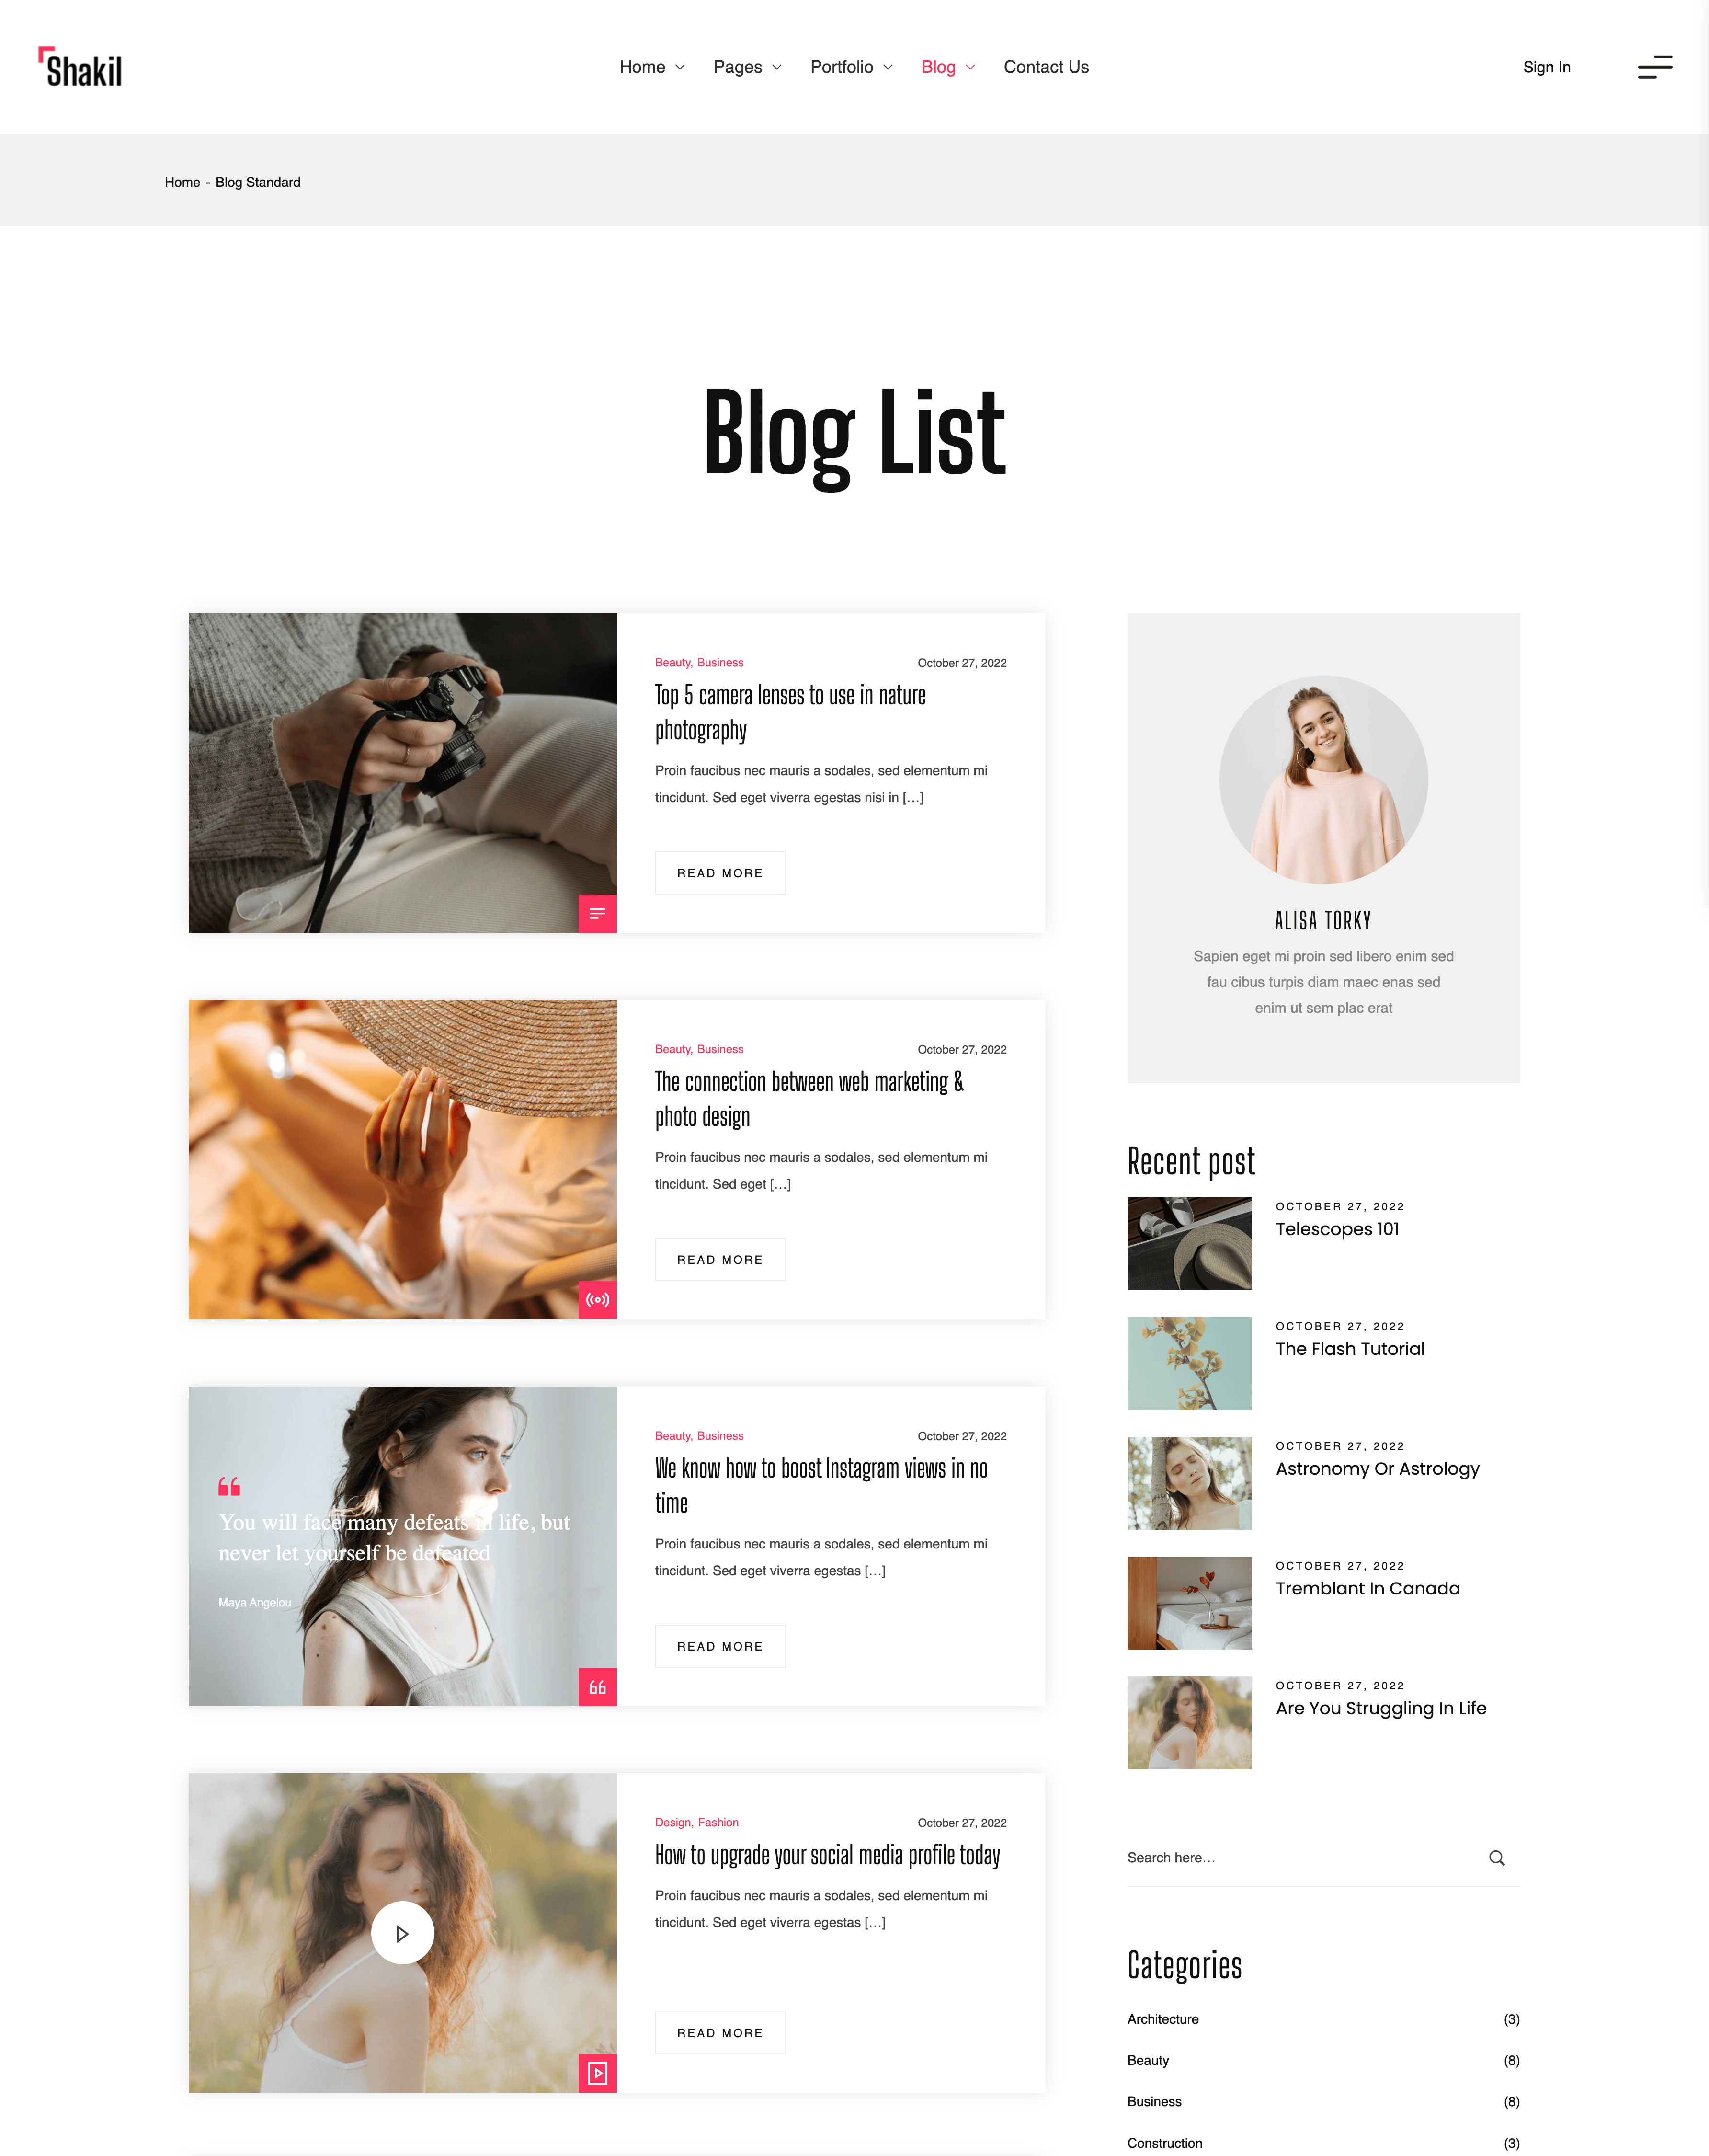 Shakil
Home Pages Portfolio Blog Contact Us
Sign In
Home - Blog Standard
Blog List
Beauty, Business October 27, 2022
Top 5 camera lenses to use in nature
photography
Proin faucibus nec mauris a sodales, sed elementum mi
tincidunt. Sed eget viverra egestas nisi in […]
READ MORE
Beauty, Business October 27, 2022
The connection between web marketing &
photo design
Proin faucibus nec mauris a sodales, sed elementum mi
tincidunt. Sed eget […]
READ MORE
You will face many defeats in life, but
never let yourself be defeated
Maya Angelou
Beauty, Business October 27, 2022
We know how to boost Instagram views in no
time
Proin faucibus nec mauris a sodales, sed elementum mi
tincidunt. Sed eget viverra egestas […]
READ MORE
Design, Fashion October 27, 2022
How to upgrade your social media profile today
Proin faucibus nec mauris a sodales, sed elementum mi
tincidunt. Sed eget viverra egestas […]
READ MORE
ALISA TORKY
Sapien eget mi proin sed libero enim sed
fau cibus turpis diam maec enas sed
enim ut sem plac erat
Recent post
OCTOBER 27, 2022
Telescopes 101
OCTOBER 27, 2022
The Flash Tutorial
OCTOBER 27, 2022
Astronomy Or Astrology
OCTOBER 27, 2022
Tremblant In Canada
OCTOBER 27, 2022
Are You Struggling In Life
Search here…
Categories
Architecture (3)
Beauty (8)
Business (8)
Construction (3)